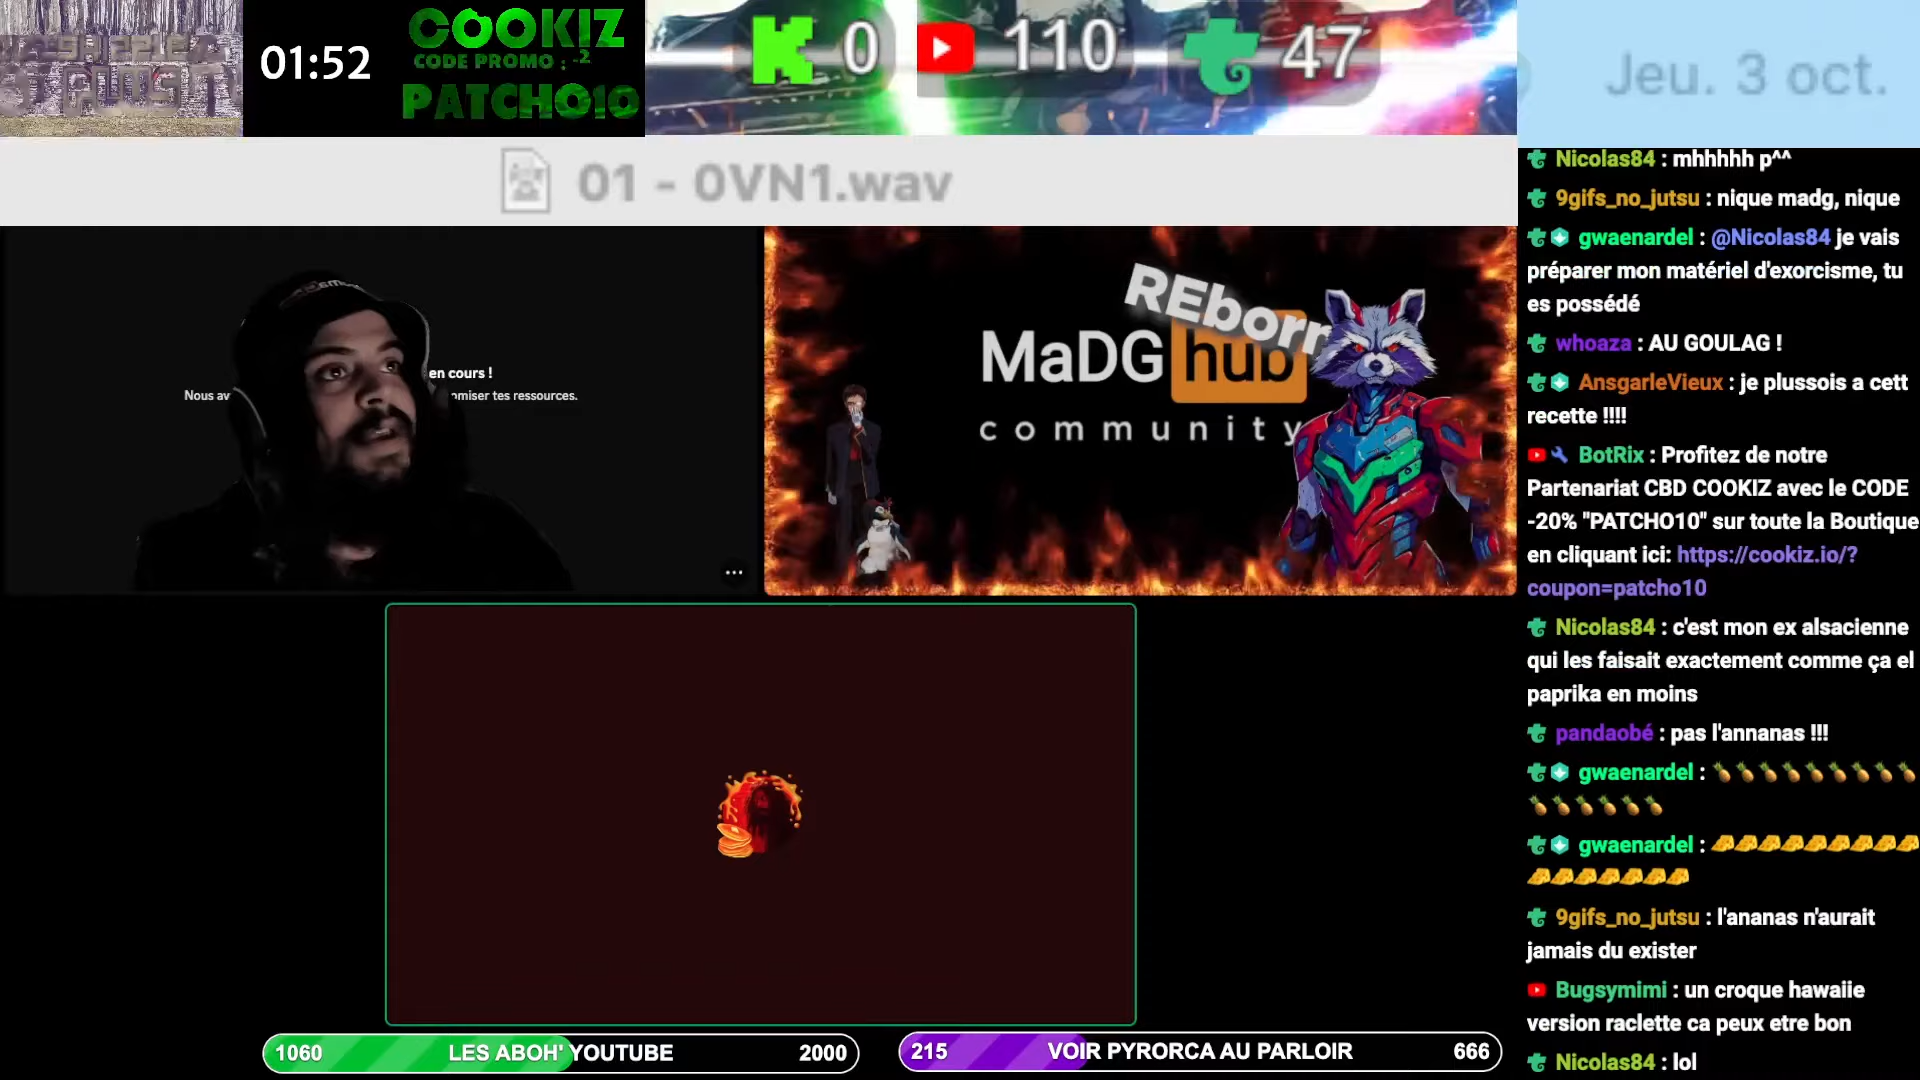 01:52
COOKIZ
CODE PROMO :
PATCHO10
0
110
47
Jeu. 3 oct.
01 - 0VN1.wav
en cours !
Nous av
omiser tes ressources.
...
REborn
MaDG hub
community
Nicolas84 : mhhhhh p^^
9gifs_no_jutsu : nique madg, nique
gwaenardel : @Nicolas84 je vais
préparer mon matériel d'exorcisme, tu
es possédé
whoaza : AU GOULAG !
AnsgarleVieux : je plussois a cett
recette !!!!
BotRix : Profitez de notre
Partenariat CBD COOKIZ avec le CODE
-20% "PATCHO10" sur toute la Boutique
en cliquant ici: https://cookiz.io/?
coupon=patcho10
Nicolas84 : c'est mon ex alsacienne
qui les faisait exactement comme ça el
paprika en moins
pandaobé : pas l'annanas !!!
gwaenardel : 🍍🍍🍍🍍🍍🍍🍍🍍🍍
🍍🍍🍍🍍🍍🍍
gwaenardel : 🧀🧀🧀🧀🧀🧀🧀🧀🧀
🧀🧀🧀🧀🧀🧀🧀
9gifs_no_jutsu : l'ananas n'aurait
jamais du exister
Bugsymimi : un croque hawaiie
version raclette ca peux etre bon
Nicolas84 : lol
1060 LES ABOH' YOUTUBE 2000
215 VOIR PYRORCA AU PARLOIR 666